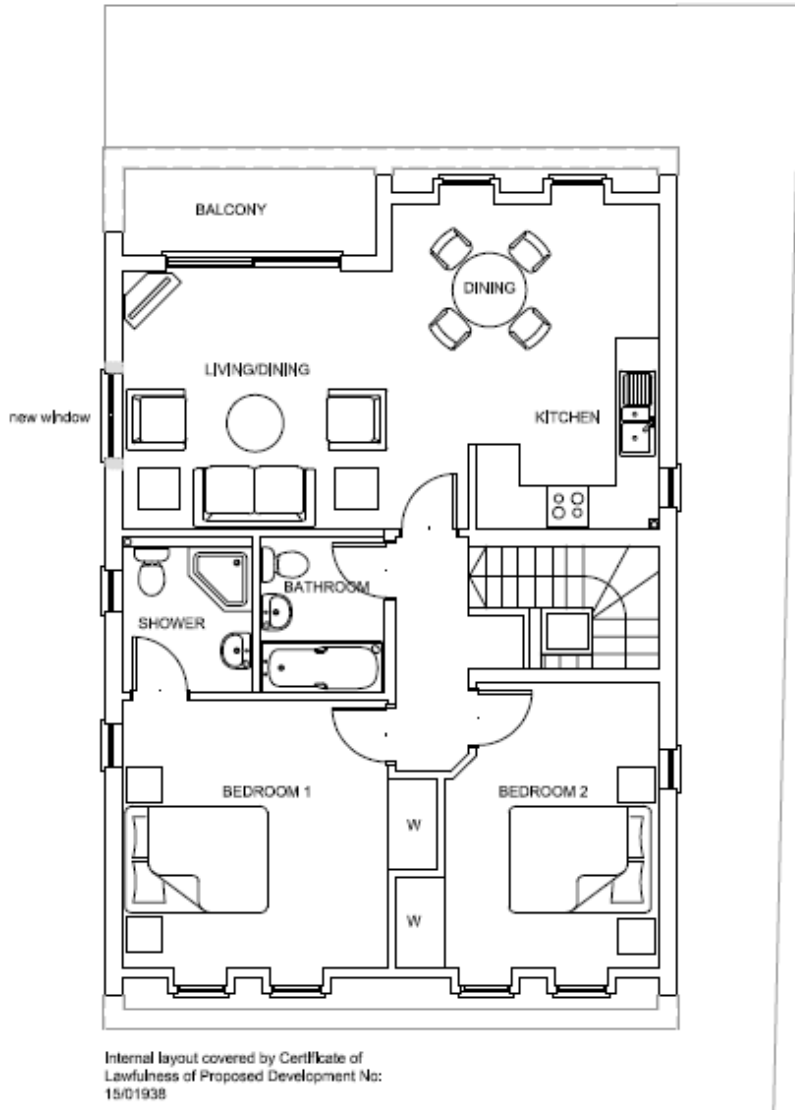 BALCONY
DINING
LIVING/DINING
new window
KITCHEN
BATHROOM
SHOWER
BEDROOM 1
BEDROOM 2
W
W
Internal layout covered by Certificate of
Lawfulness of Proposed Development No:
15/01938